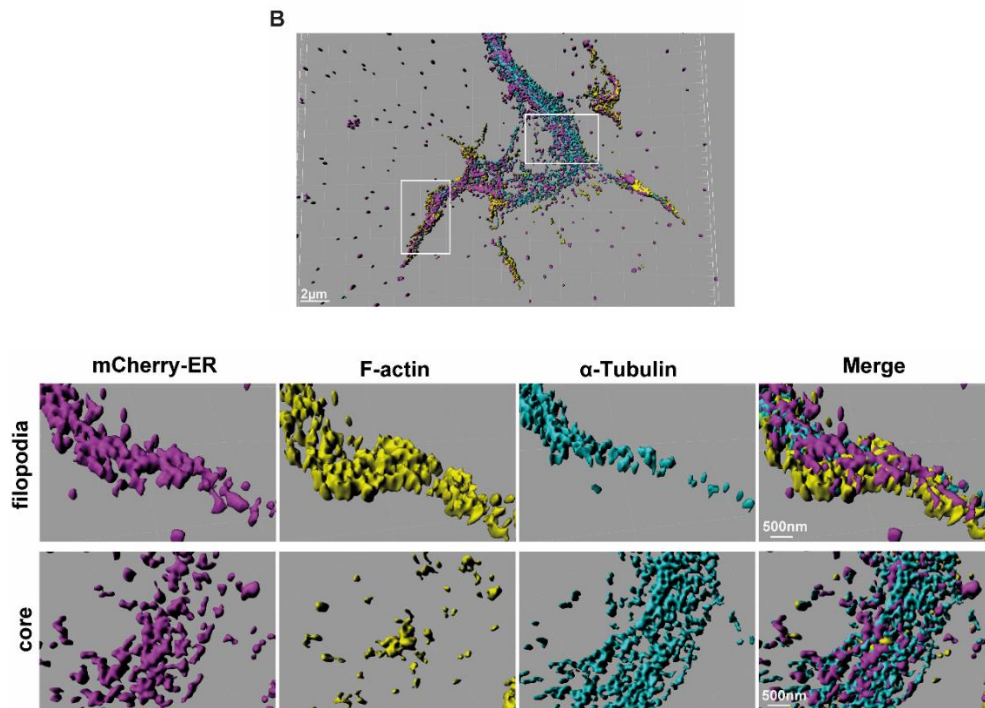 B
2µm
mCherry-ER F-actin α-Tubulin Merge
filopodia
500nm
core
500nm